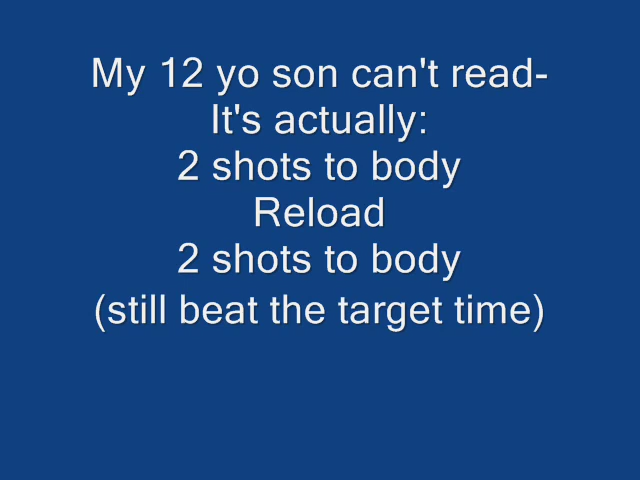 My 12 yo son can't read-
It's actually:
2 shots to body
Reload
2 shots to body
(still beat the target time)